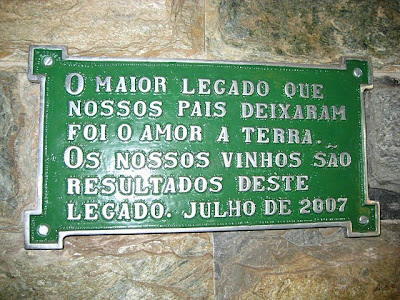 O MAIOR LEGADO QUE
NOSSOS PAIS DEIXARAM
FOI O AMOR A TERRA.
OS NOSSOS VINHOS SÃO
RESULTADOS DESTE
LEGADO. JULHO DE 2007